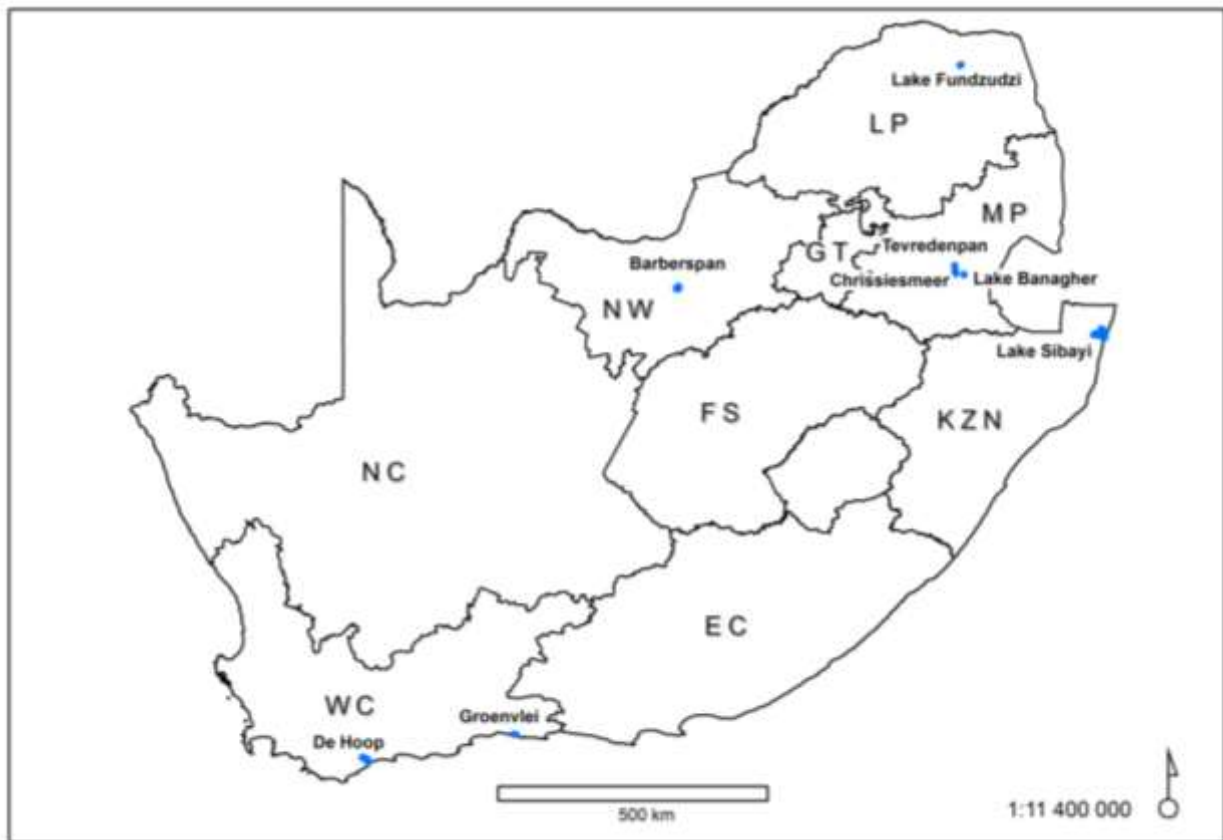 Lake Fundzudzi
LP
MP
Tevredenpan
GT
Barberspan
Chrissiesmeer
Lake Banagher
NW
Lake Sibayi
FS
KZN
NC
EC
WC
Groenvlei
De Hoop
500 km
1:11 400 000